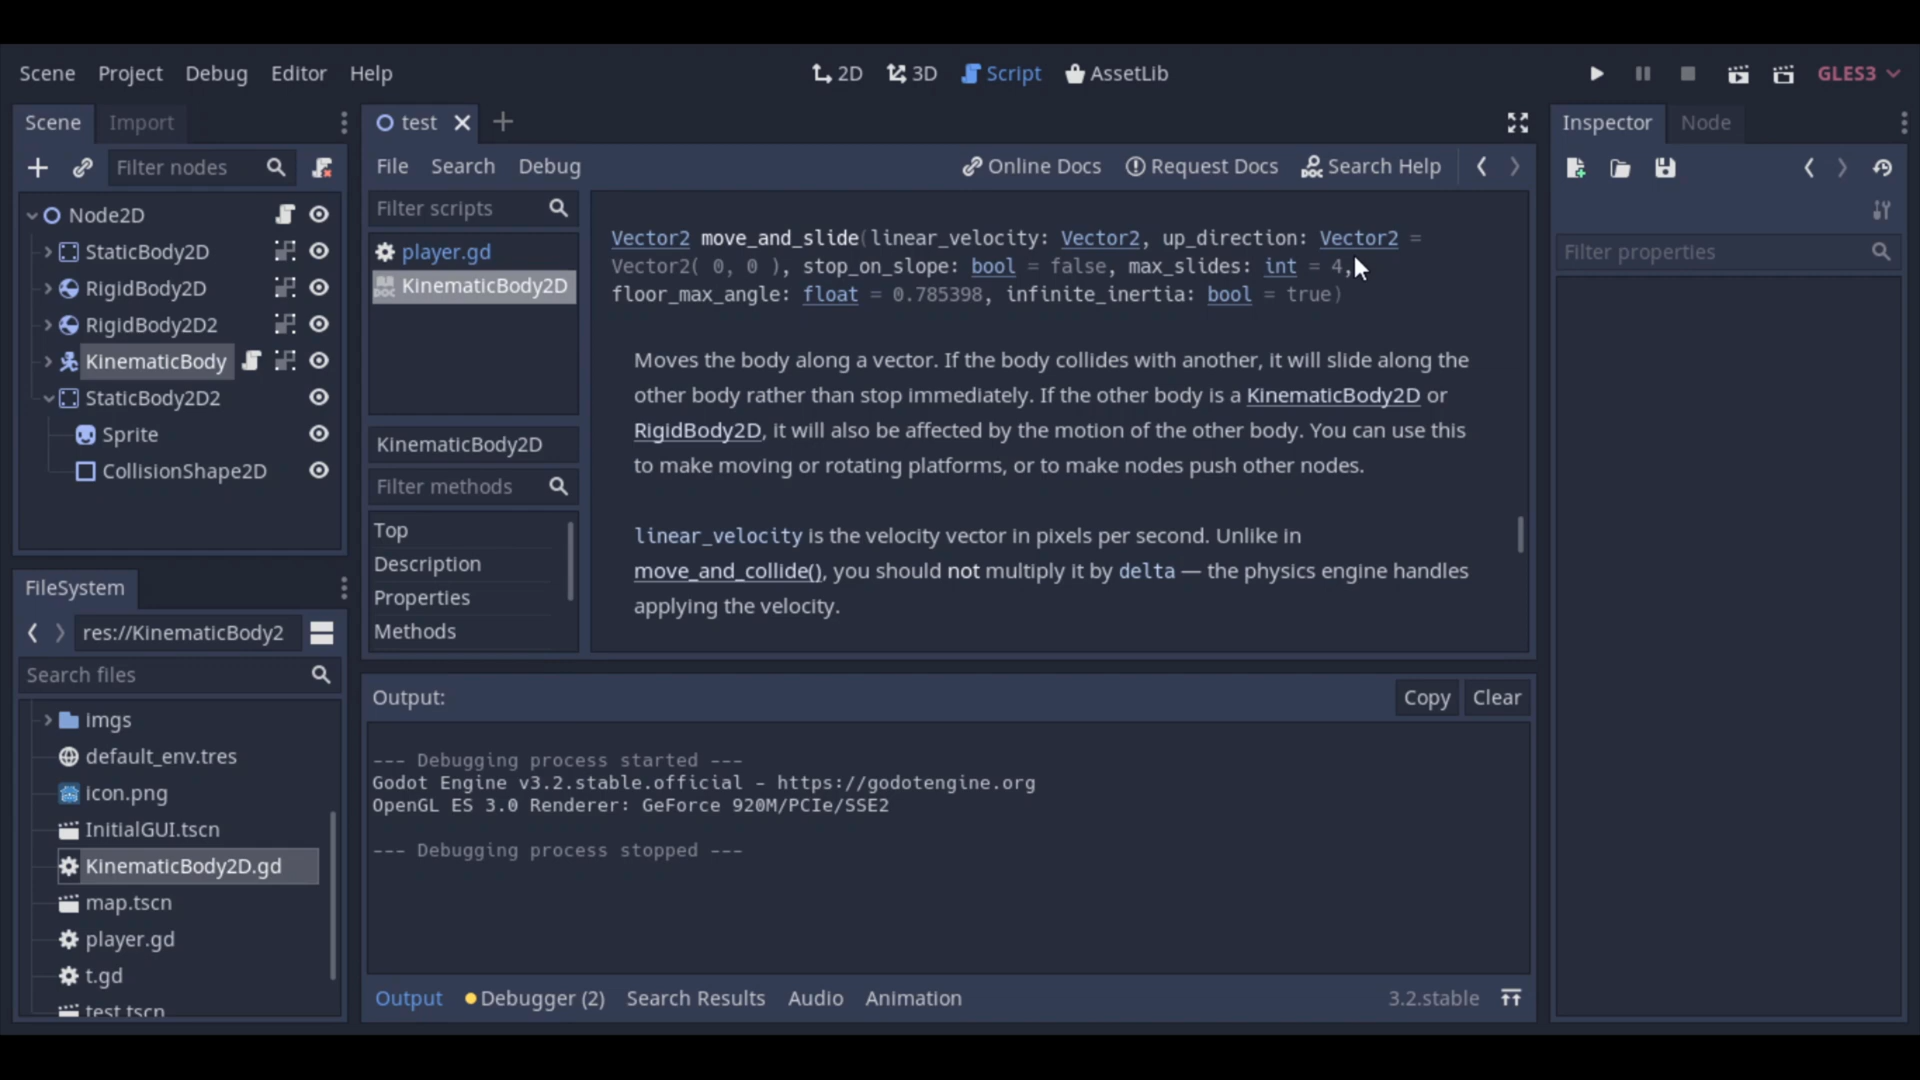 Scene Project Debug Editor Help
2D 3D Script AssetLib
GLES3
Scene Import
Filter nodes
Node2D
StaticBody2D
RigidBody2D
RigidBody2D2
KinematicBody
StaticBody2D2
Sprite
CollisionShape2D
FileSystem
res://KinematicBody2
Search files
imgs
default_env.tres
icon.png
InitialGUI.tscn
KinematicBody2D.gd
map.tscn
player.gd
t.gd
test.tscn
test
File Search Debug
Online Docs Request Docs Search Help
Filter scripts
player.gd
KinematicBody2D
KinematicBody2D
Filter methods
Top
Description
Properties
Methods
Vector2 move_and_slide(linear_velocity: Vector2, up_direction: Vector2 =
Vector2( 0, 0 ), stop_on_slope: bool = false, max_slides: int = 4,
floor_max_angle: float = 0.785398, infinite_inertia: bool = true)
Moves the body along a vector. If the body collides with another, it will slide along the
other body rather than stop immediately. If the other body is a KinematicBody2D or
RigidBody2D, it will also be affected by the motion of the other body. You can use this
to make moving or rotating platforms, or to make nodes push other nodes.
linear_velocity is the velocity vector in pixels per second. Unlike in
move_and_collide(), you should not multiply it by delta — the physics engine handles
applying the velocity.
Output:
Copy Clear
--- Debugging process started ---
Godot Engine v3.2.stable.official - https://godotengine.org
OpenGL ES 3.0 Renderer: GeForce 920M/PCIe/SSE2
--- Debugging process stopped ---
Output Debugger (2) Search Results Audio Animation
3.2.stable
Inspector Node
Filter properties